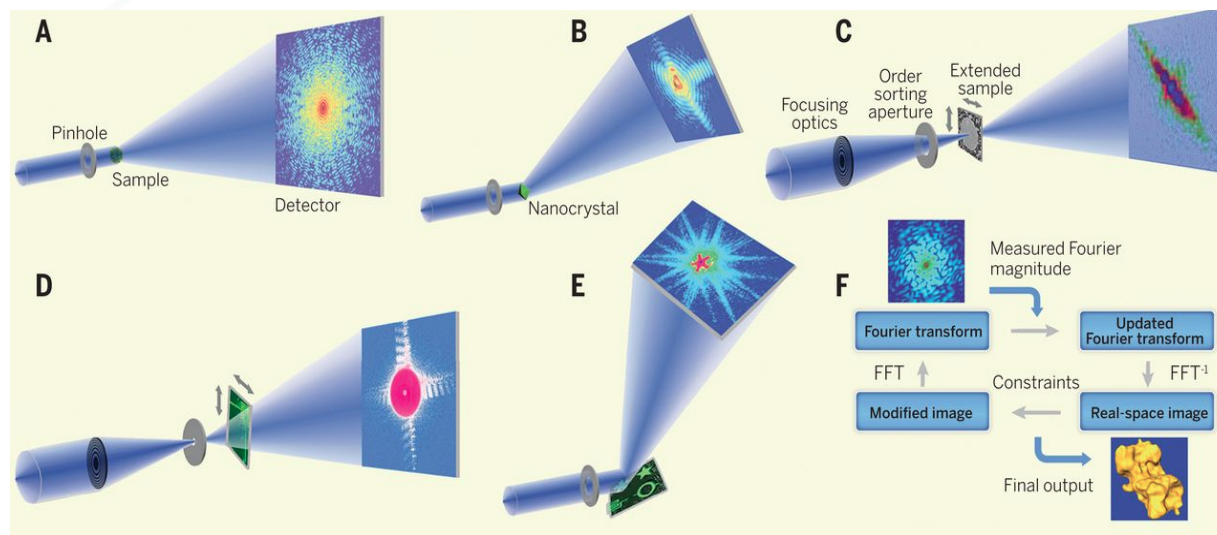 A
Pinhole
Sample
Detector
B
Nanocrystal
C
Focusing
optics
Order
sorting
aperture
Extended
sample
D
E
F
Measured Fourier
magnitude
Fourier transform
Updated
Fourier transform
FFT
FFT-1
Constraints
Modified image
Real-space image
Final output